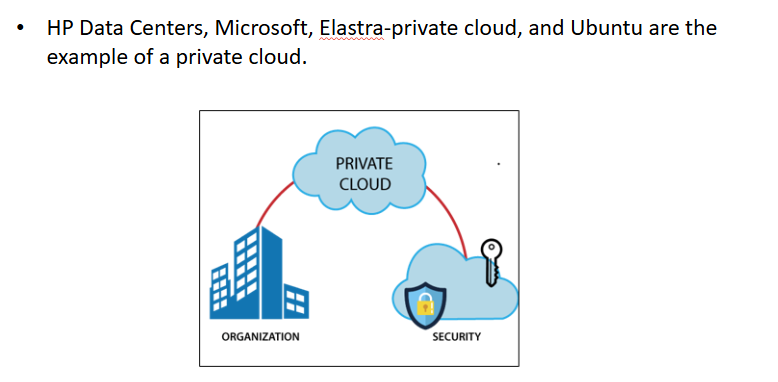 • HP Data Centers, Microsoft, Elastra-private cloud, and Ubuntu are the
example of a private cloud.
PRIVATE
CLOUD
ORGANIZATION
SECURITY